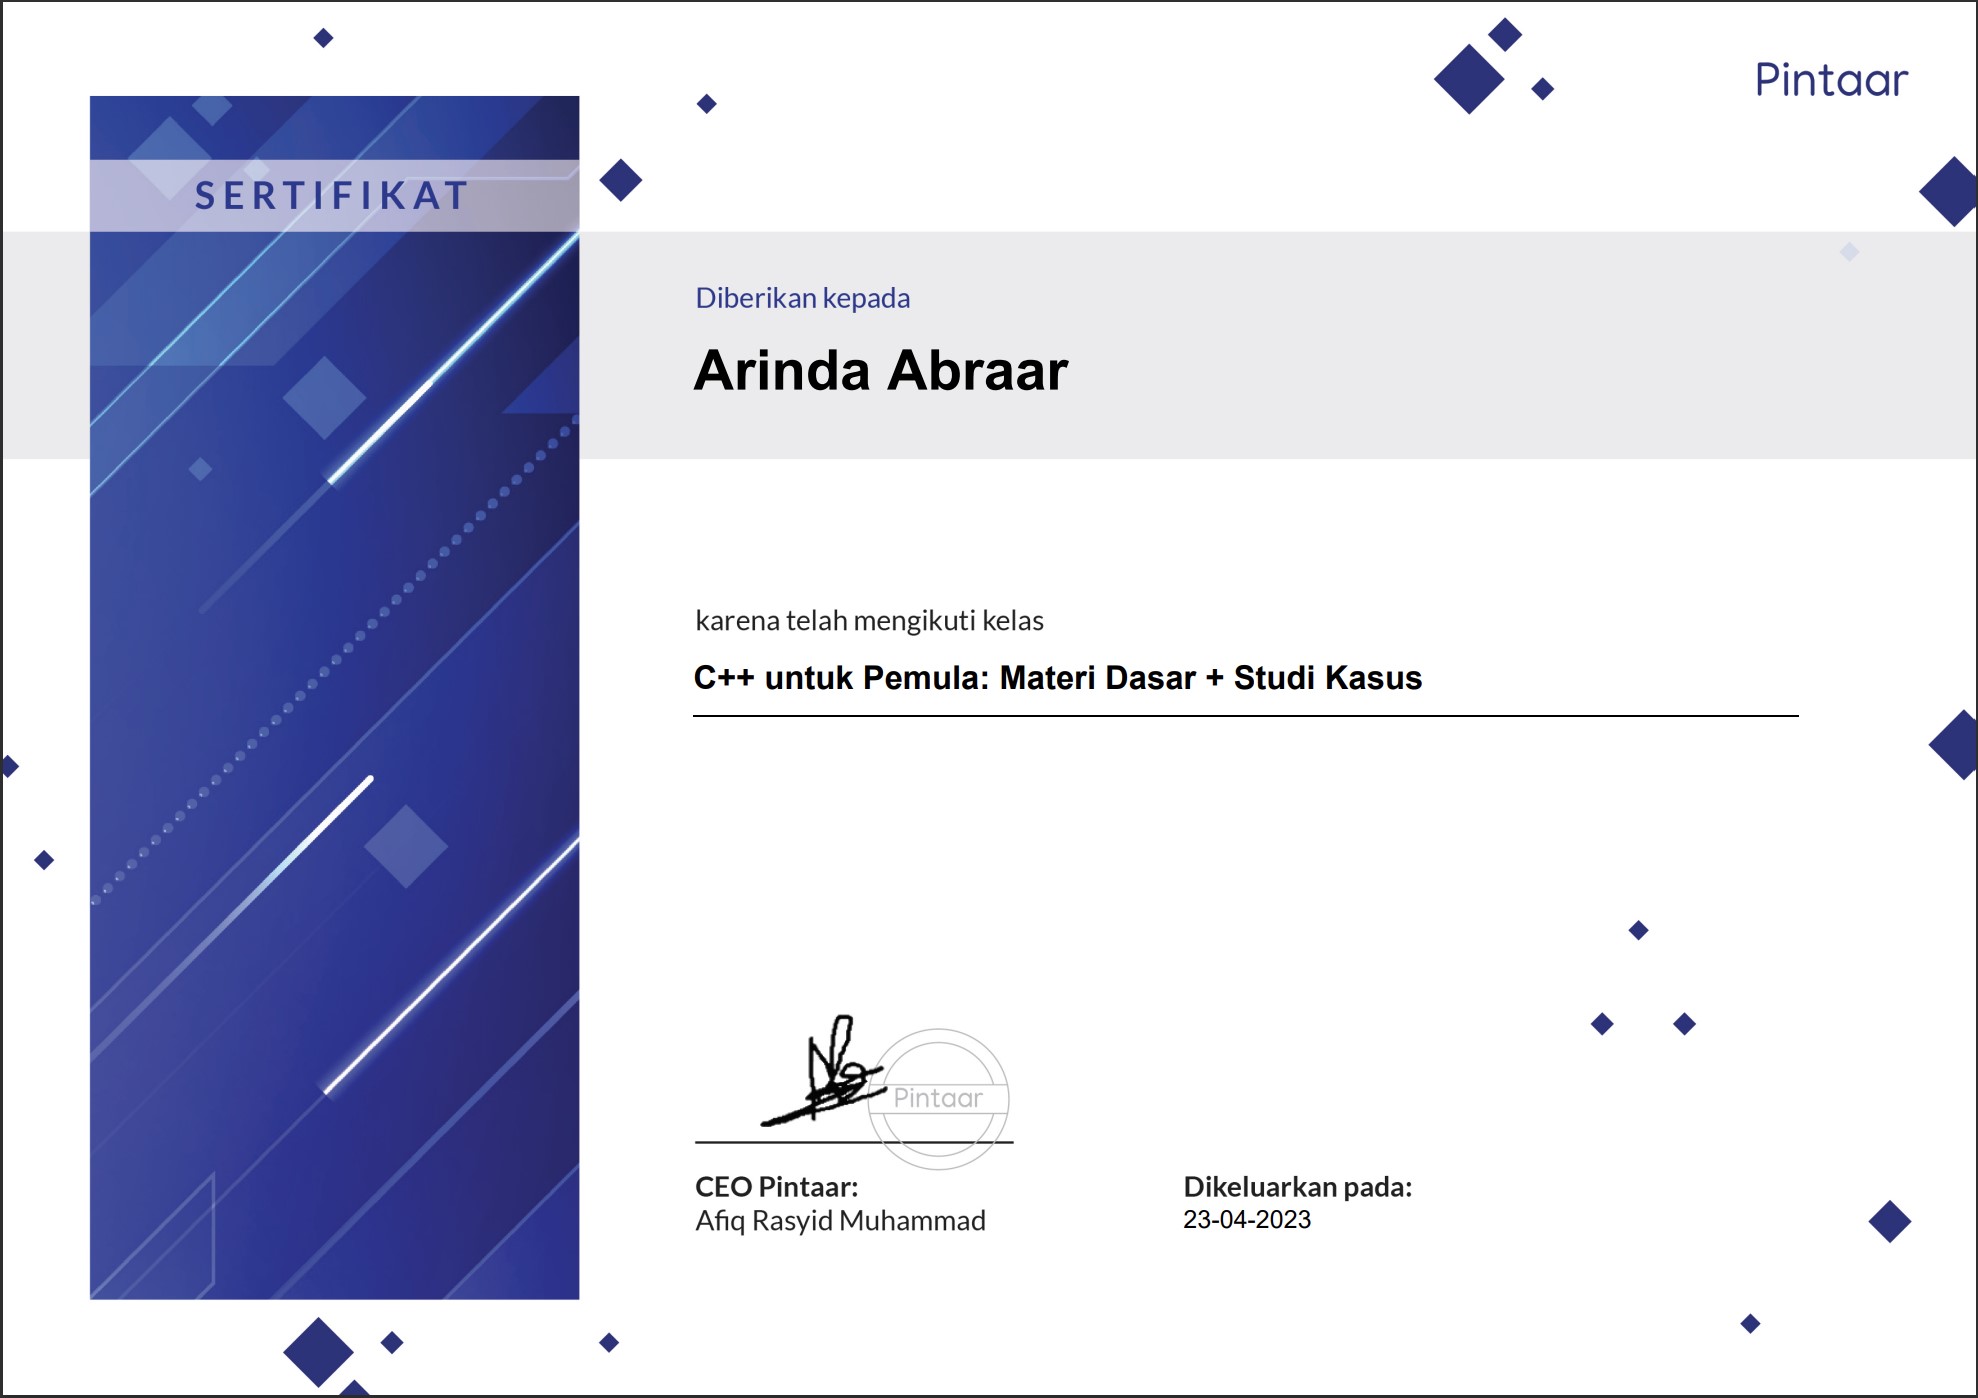 Pintaar
SERTIFIKAT
Diberikan kepada
Arinda Abraar
karena telah mengikuti kelas
C++ untuk Pemula: Materi Dasar + Studi Kasus
Pintaar
CEO Pintaar:
Afiq Rasyid Muhammad
Dikeluarkan pada:
23-04-2023